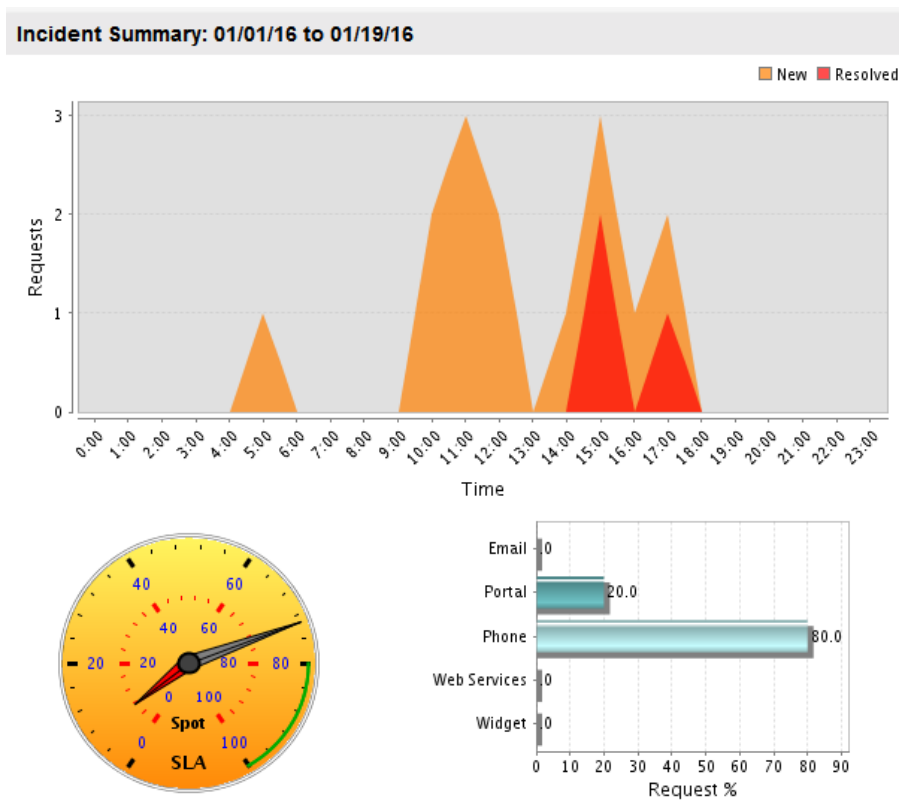 Incident Summary: 01/01/16 to 01/19/16
New Resolved
3
2
1
0
Requests
0:00 1:00 2:00 3:00 4:00 5:00 6:00 7:00 8:00 9:00 10:00 11:00 12:00 13:00 14:00 15:00 16:00 17:00 18:00 19:00 20:00 21:00 22:00 23:00
Time
40 60
40 60
20 20 80 80
0 100
Spot
0 100
SLA
Email .0
Portal 20.0
Phone 80.0
Web Services .0
Widget .0
0 10 20 30 40 50 60 70 80 90
Request %